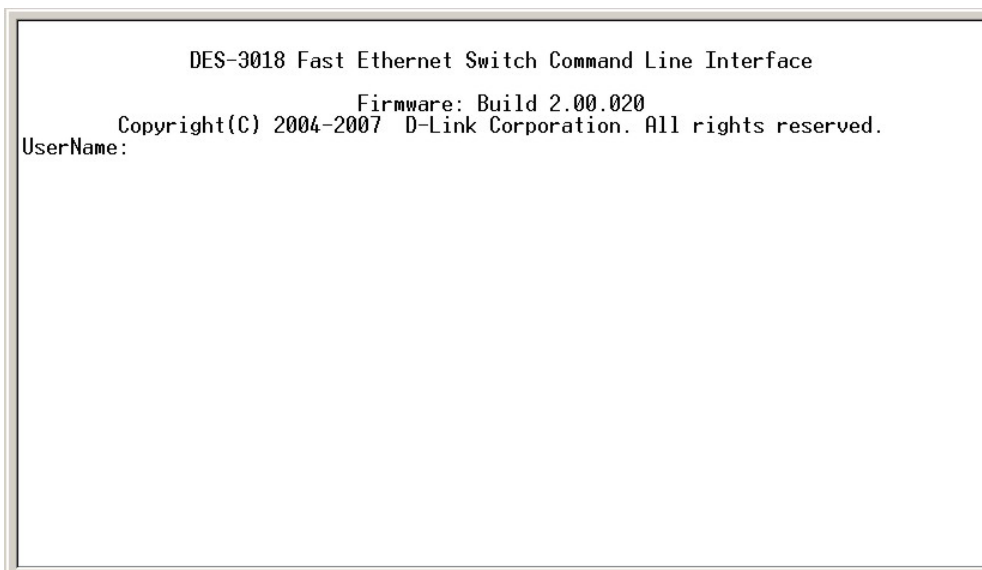 DES-3018 Fast Ethernet Switch Command Line Interface
Firmware: Build 2.00.020
Copyright(C) 2004-2007  D-Link Corporation. All rights reserved.
UserName: